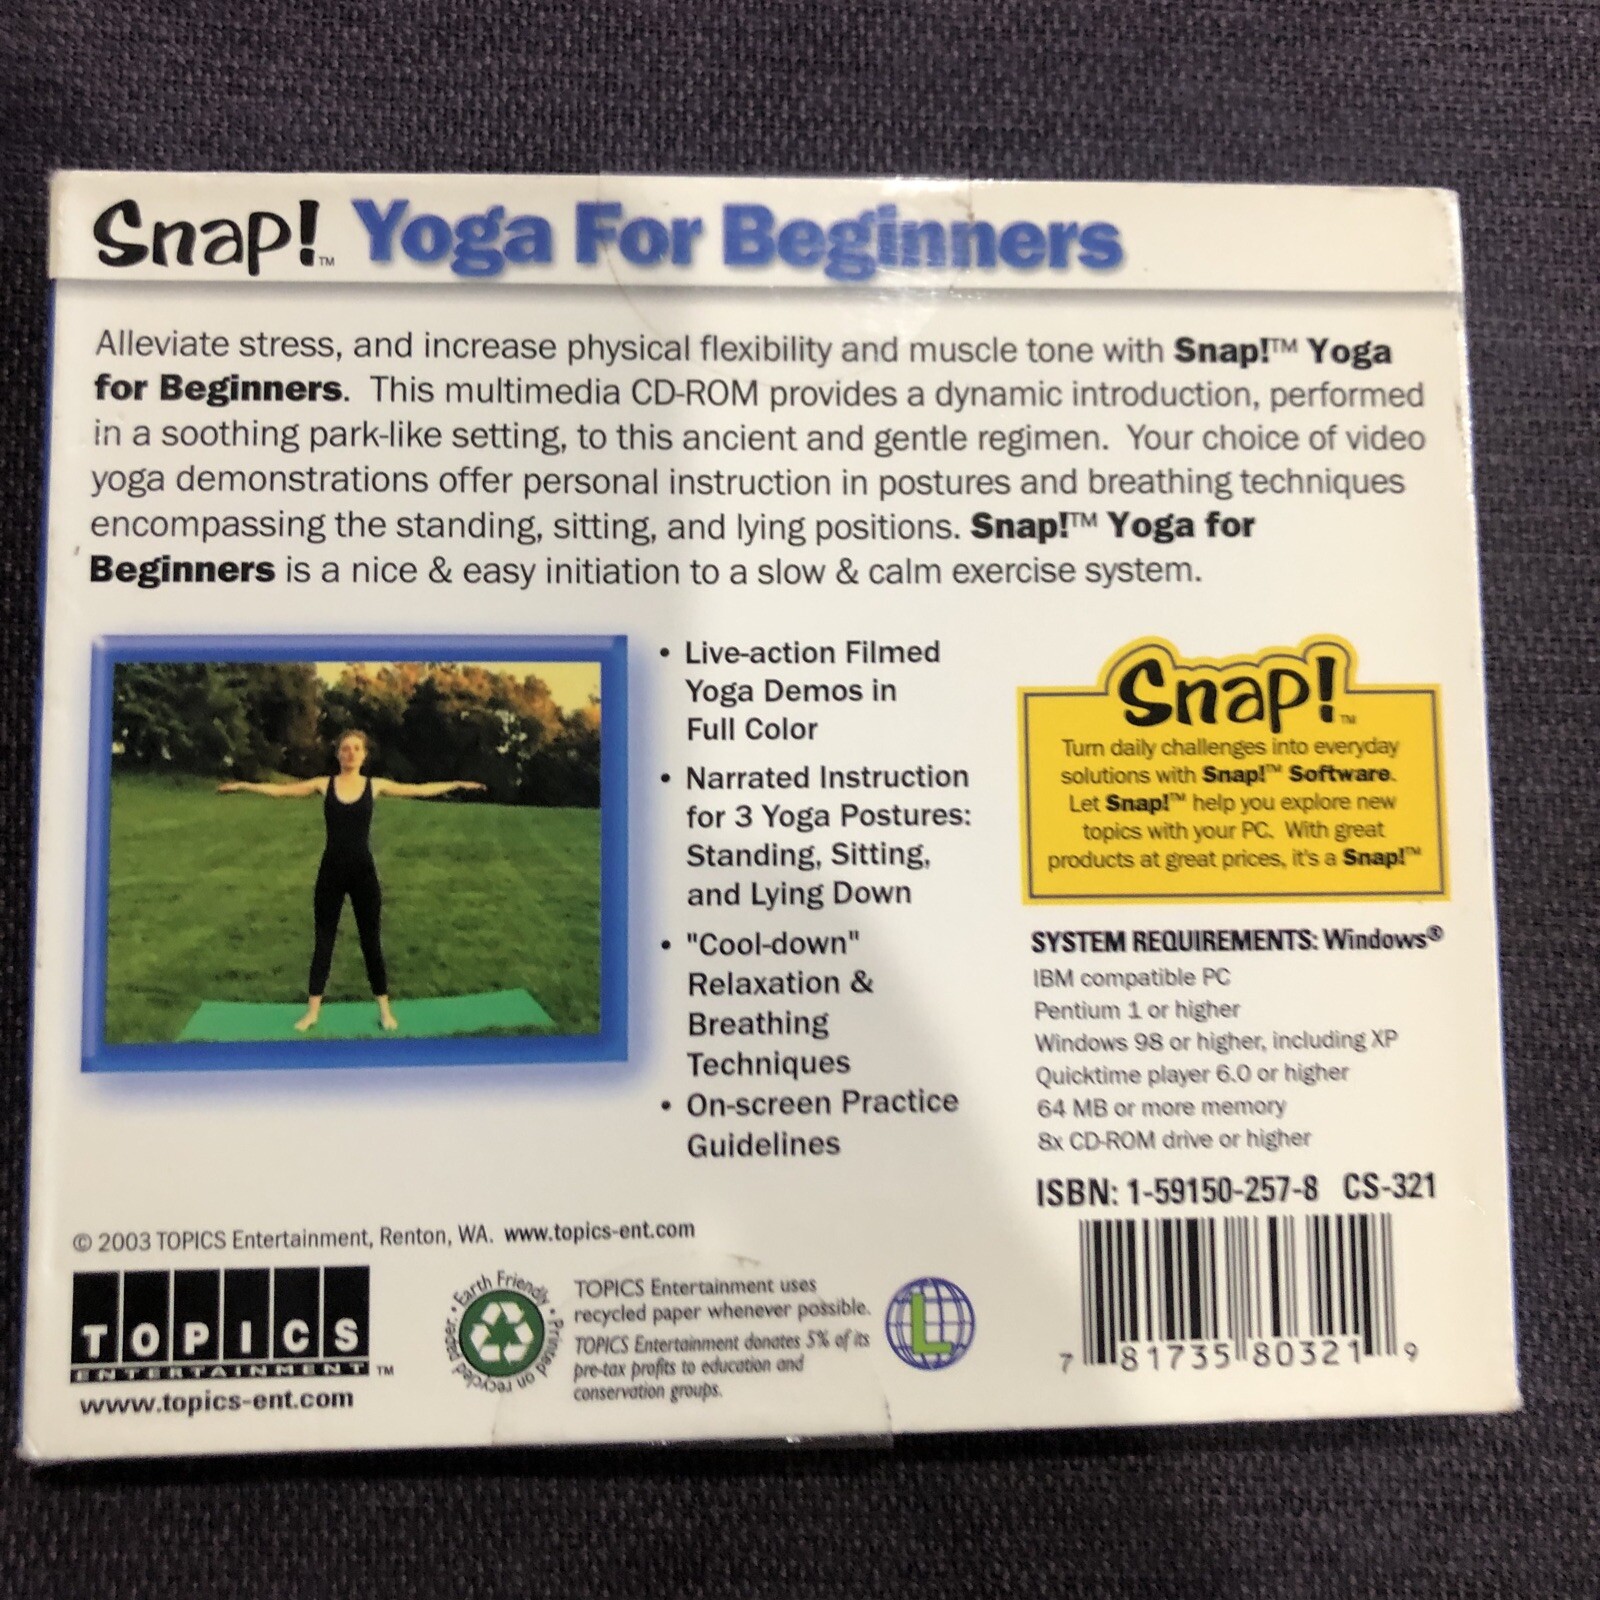 Snap!™ Yoga For Beginners
Alleviate stress, and increase physical flexibility and muscle tone with Snap!™ Yoga
for Beginners. This multimedia CD-ROM provides a dynamic introduction, performed
in a soothing park-like setting, to this ancient and gentle regimen. Your choice of video
yoga demonstrations offer personal instruction in postures and breathing techniques
encompassing the standing, sitting, and lying positions. Snap!™ Yoga for
Beginners is a nice & easy initiation to a slow & calm exercise system.
• Live-action Filmed
Yoga Demos in
Full Color
• Narrated Instruction
for 3 Yoga Postures:
Standing, Sitting,
and Lying Down
• "Cool-down"
Relaxation &
Breathing
Techniques
• On-screen Practice
Guidelines
Snap!™
Turn daily challenges into everyday
solutions with Snap!™ Software.
Let Snap!™ help you explore new
topics with your PC. With great
products at great prices, it's a Snap!™
SYSTEM REQUIREMENTS: Windows®
IBM compatible PC
Pentium 1 or higher
Windows 98 or higher, including XP
Quicktime player 6.0 or higher
64 MB or more memory
8x CD-ROM drive or higher
ISBN: 1-59150-257-8 CS-321
7 81735 80321 9
© 2003 TOPICS Entertainment, Renton, WA. www.topics-ent.com
TOPICS
ENTERTAINMENT™
www.topics-ent.com
Earth Friendly • Printed on recycled paper. •
TOPICS Entertainment uses
recycled paper whenever possible.
TOPICS Entertainment donates 5% of its
pre-tax profits to education and
conservation groups.
L